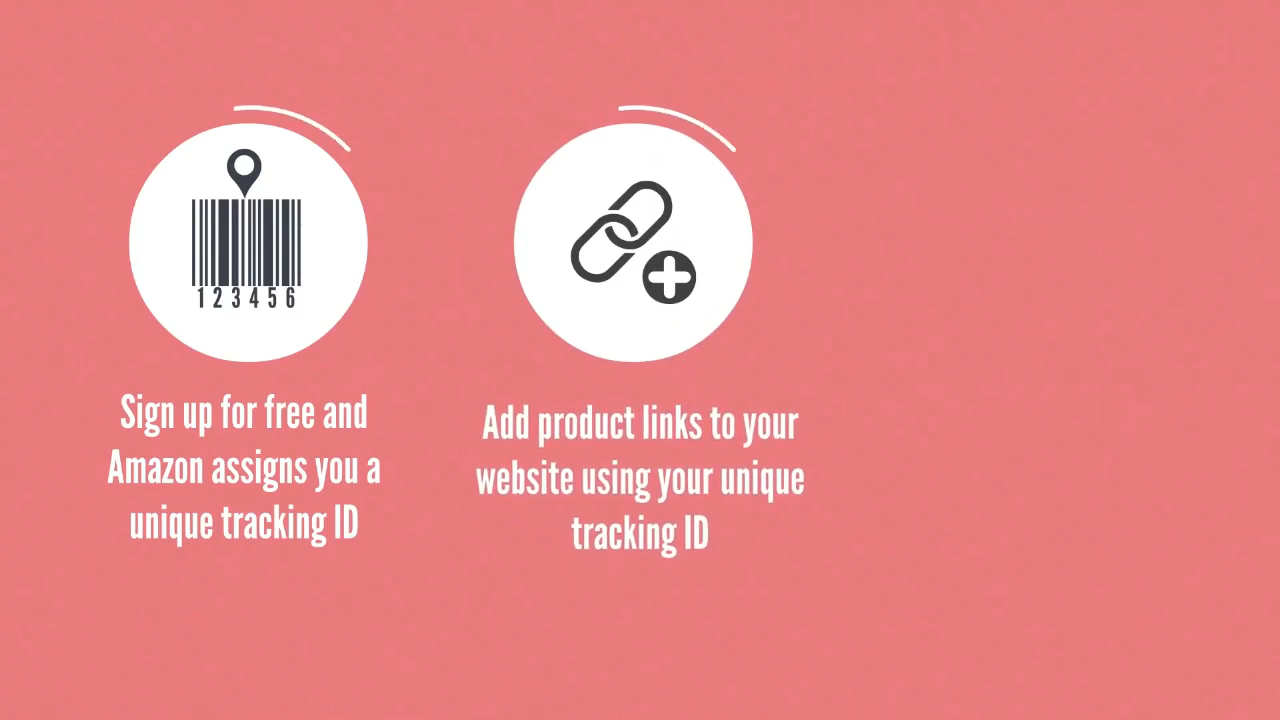 123456
Sign up for free and
Amazon assigns you a
unique tracking ID
Add product links to your
website using your unique
tracking ID